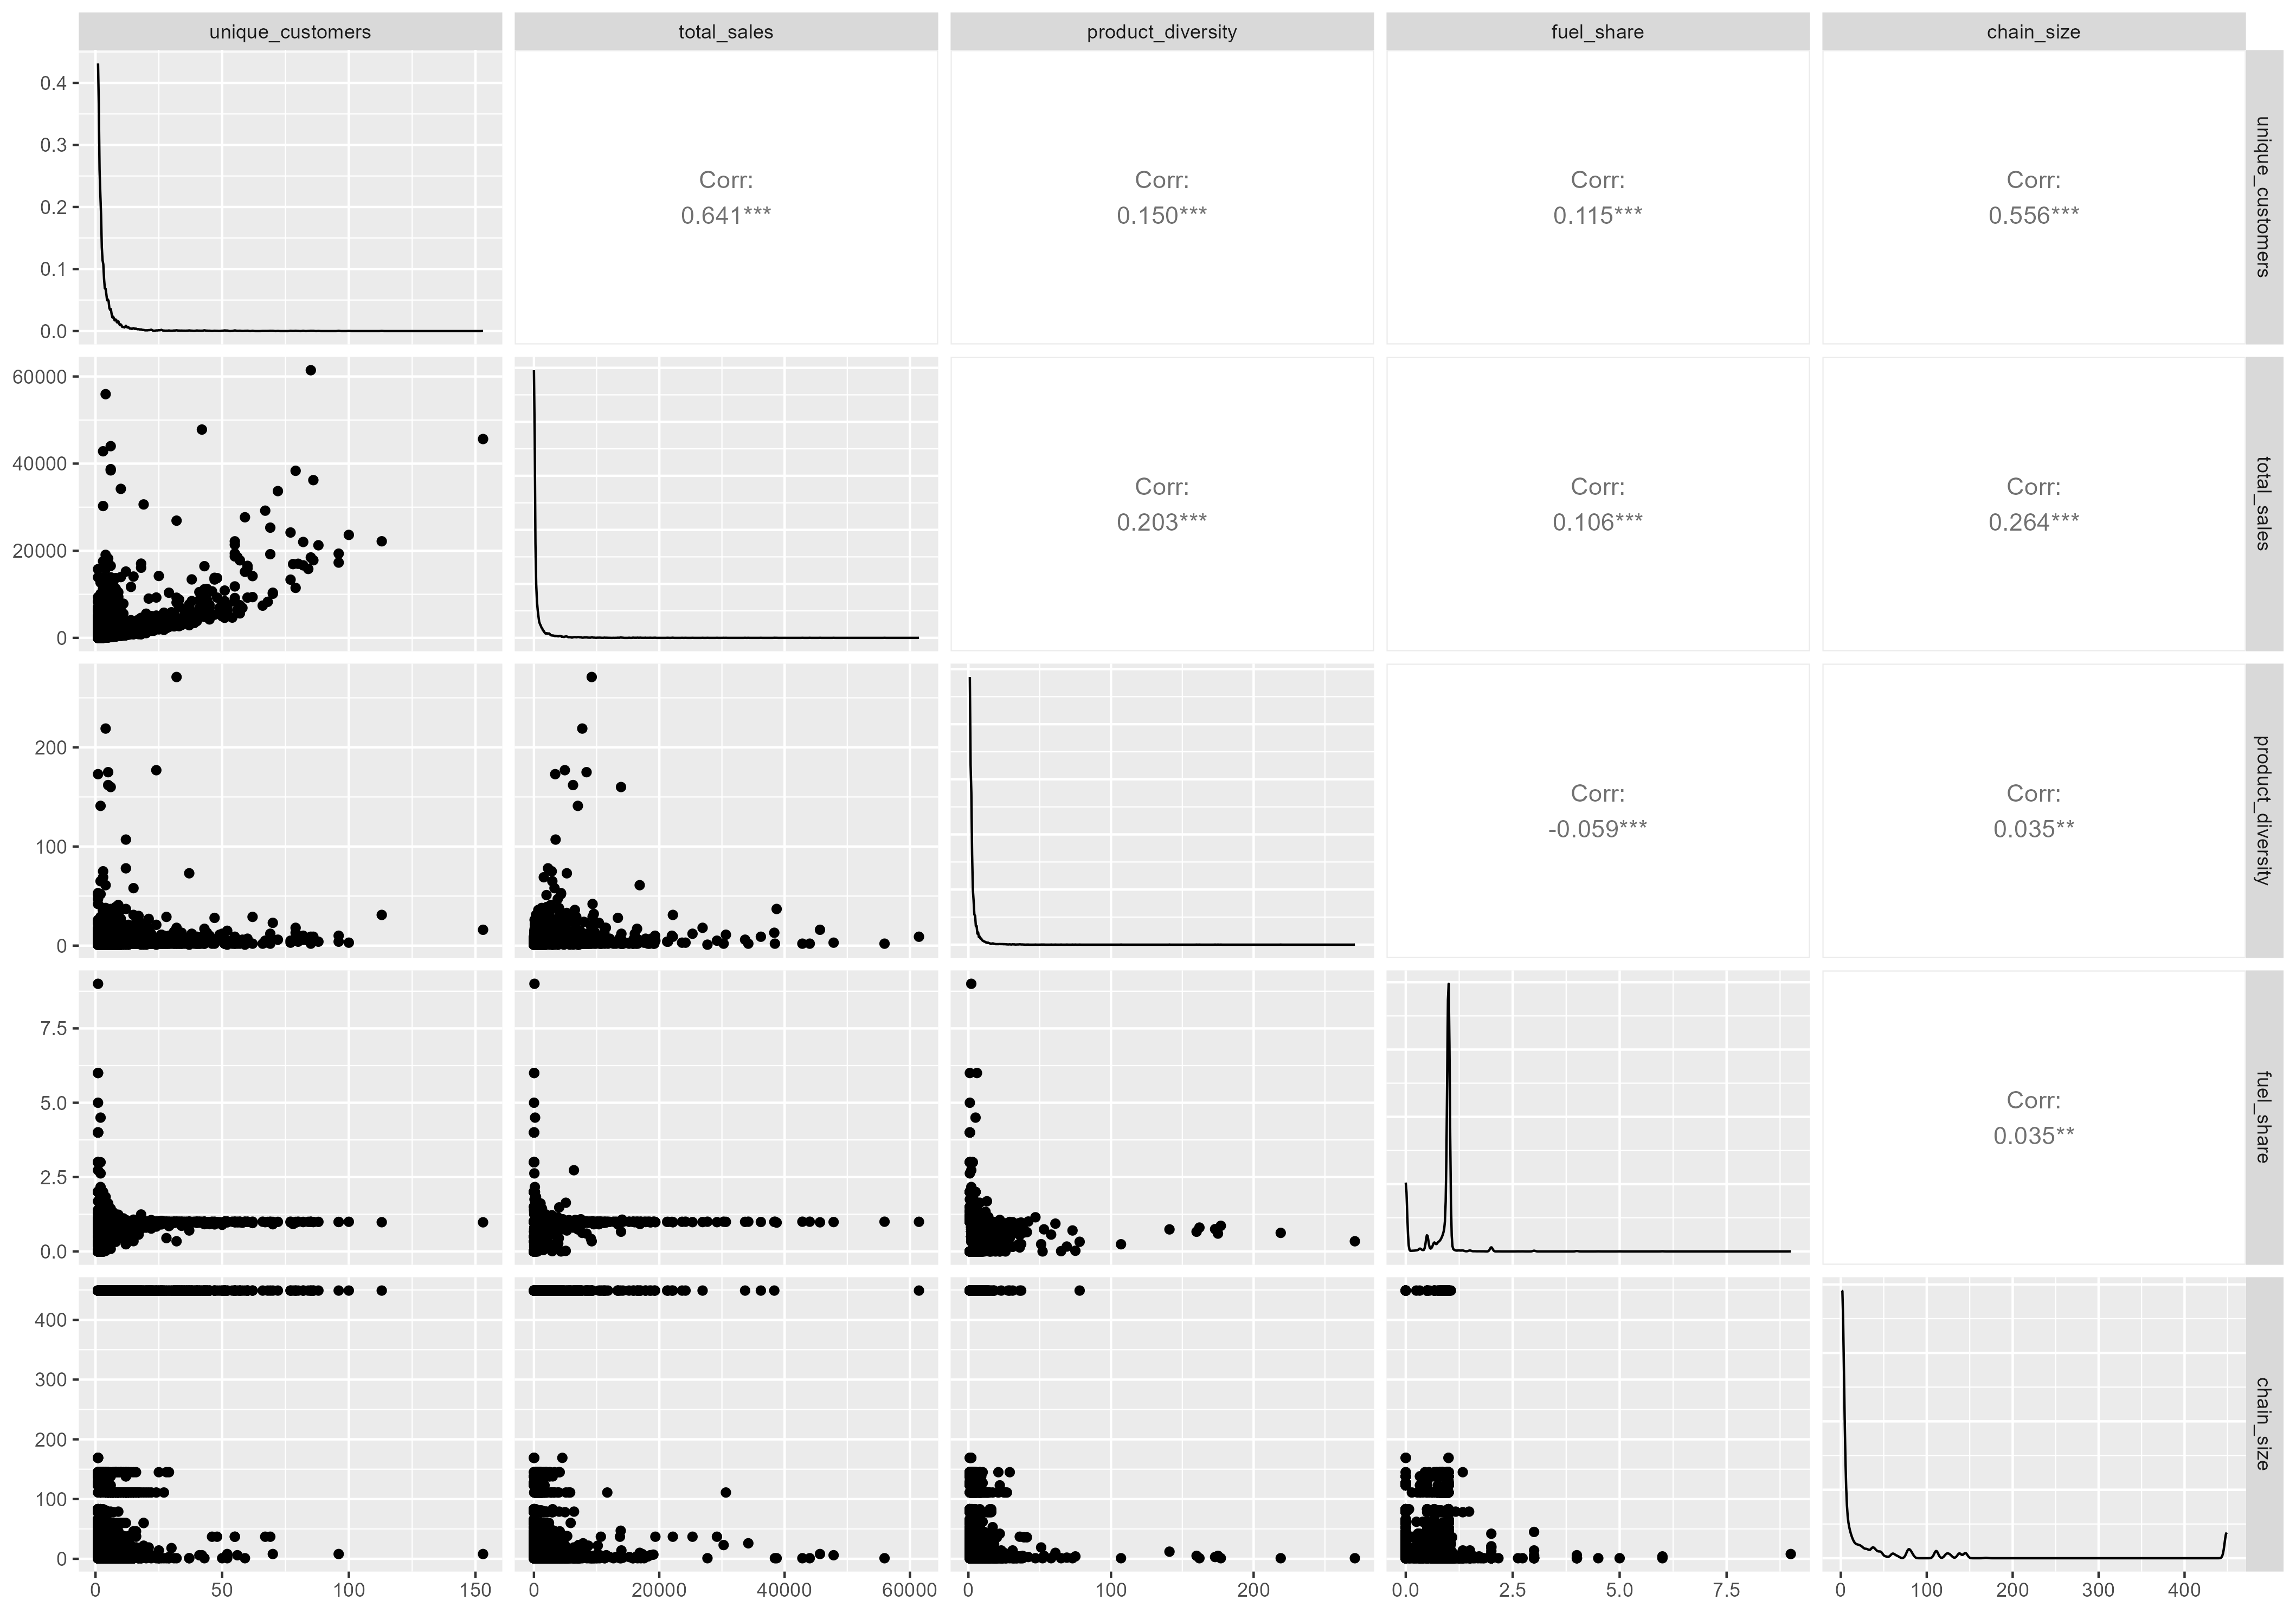 unique_customers
total_sales
product_diversity
fuel_share
chain_size
0.4
0.3
0.2
0.1
0.0
Corr:
0.641***
Corr:
0.150***
Corr:
0.115***
Corr:
0.556***
unique_customers
60000
40000
20000
0
Corr:
0.203***
Corr:
0.106***
Corr:
0.264***
total_sales
200
100
0
Corr:
-0.059***
Corr:
0.035**
product_diversity
7.5
5.0
2.5
0.0
Corr:
0.035**
fuel_share
400
300
200
100
0
chain_size
0 50 100 150
0 20000 40000 60000
0 100 200
0.0 2.5 5.0 7.5
0 100 200 300 400